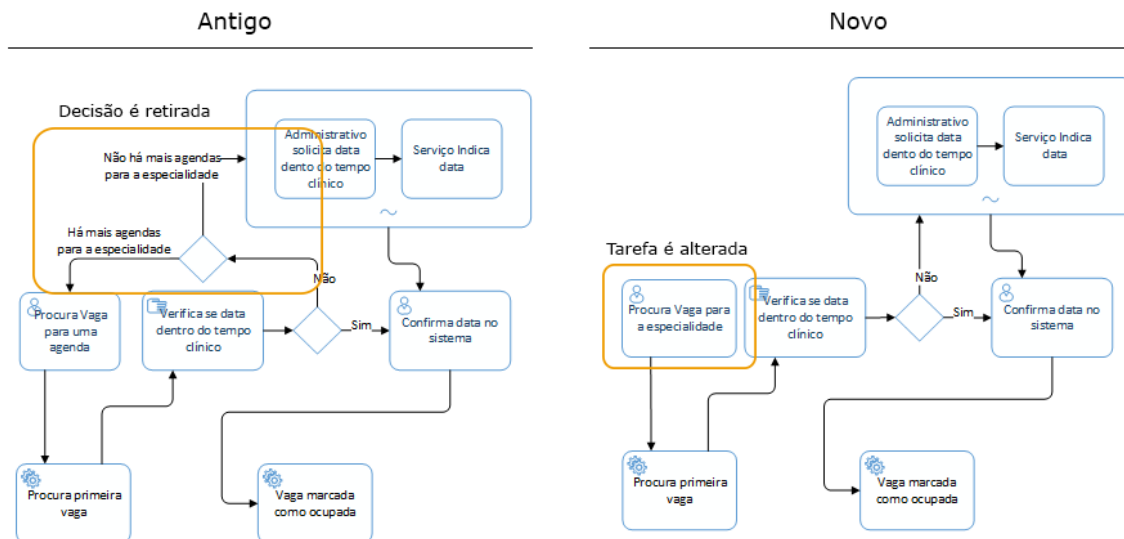 Antigo
Decisão é retirada
Administrativo
solicita data
dento do tempo
clínico
Serviço Indica
data
Não há mais agendas
para a especialidade
Há mais agendas
para a especialidade
Não
Procura Vaga
para uma
agenda
Verifica se data
dentro do tempo
clínico
Sim
Confirma data no
sistema
Procura primeira
vaga
Vaga marcada
como ocupada
Novo
Administrativo
solicita data
dento do tempo
clínico
Serviço Indica
data
Tarefa é alterada
Não
Procura Vaga para
a especialidade
Verifica se data
dentro do tempo
clínico
Sim
Confirma data no
sistema
Procura primeira
vaga
Vaga marcada
como ocupada